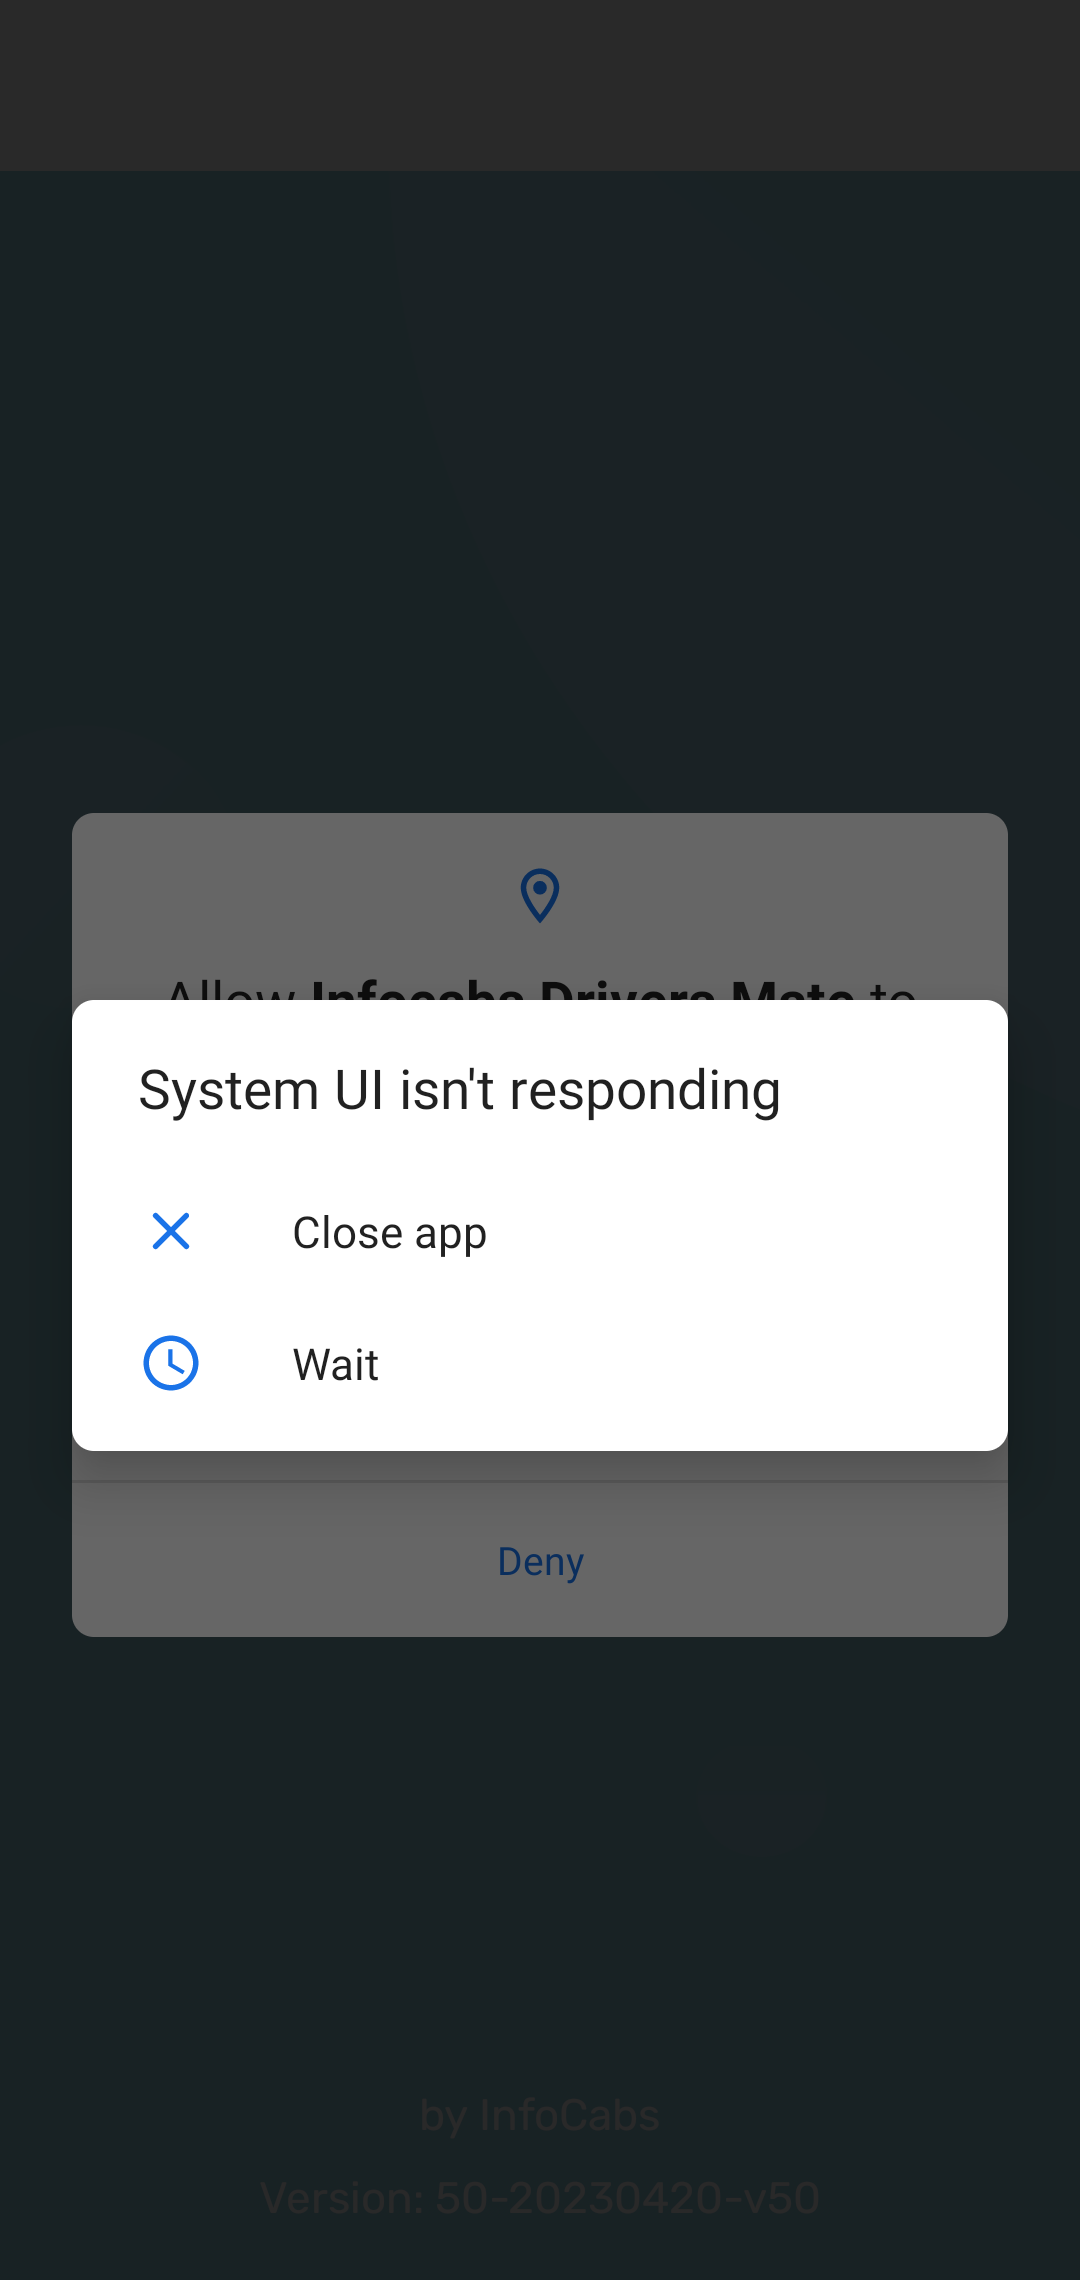 Allow Infocabs Drivers Mate to
System UI isn't responding
Close app
Wait
Deny
by InfoCabs
Version: 50-20230420-v50